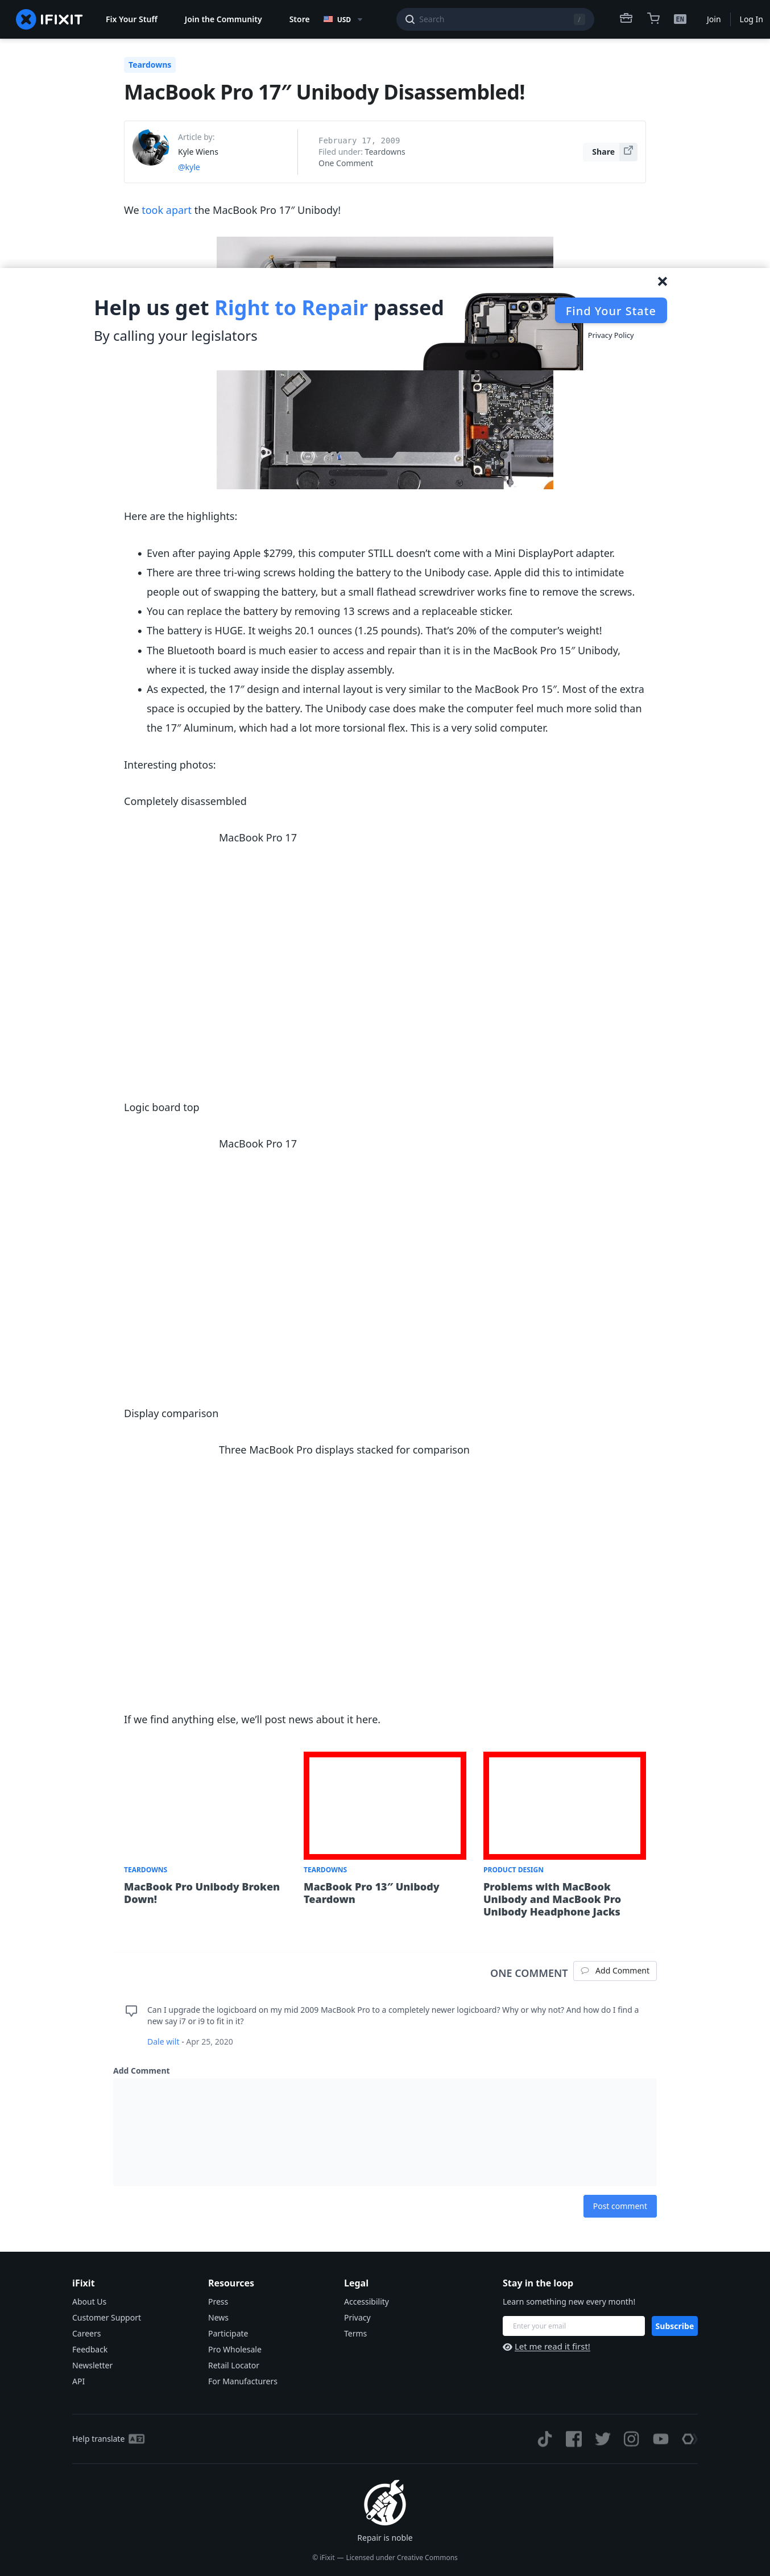 IFIXIT
Fix Your Stuff
Join the Community
Store
USD
Search
/
EN
Join
Log In
Teardowns
MacBook Pro 17″ Unibody Disassembled!
Article by:
Kyle Wiens
@kyle
February 17, 2009
Filed under: Teardowns
One Comment
Share
We took apart the MacBook Pro 17″ Unibody!
Help us get Right to Repair passed
By calling your legislators
Find Your State
Privacy Policy
Here are the highlights:
Even after paying Apple $2799, this computer STILL doesn’t come with a Mini DisplayPort adapter.
There are three tri-wing screws holding the battery to the Unibody case. Apple did this to intimidate
people out of swapping the battery, but a small flathead screwdriver works fine to remove the screws.
You can replace the battery by removing 13 screws and a replaceable sticker.
The battery is HUGE. It weighs 20.1 ounces (1.25 pounds). That’s 20% of the computer’s weight!
The Bluetooth board is much easier to access and repair than it is in the MacBook Pro 15″ Unibody,
where it is tucked away inside the display assembly.
As expected, the 17″ design and internal layout is very similar to the MacBook Pro 15″. Most of the extra
space is occupied by the battery. The Unibody case does make the computer feel much more solid than
the 17″ Aluminum, which had a lot more torsional flex. This is a very solid computer.
Interesting photos:
Completely disassembled
MacBook Pro 17
Logic board top
MacBook Pro 17
Display comparison
Three MacBook Pro displays stacked for comparison
If we find anything else, we’ll post news about it here.
TEARDOWNS
MacBook Pro Unibody Broken
Down!
TEARDOWNS
MacBook Pro 13″ Unibody
Teardown
PRODUCT DESIGN
Problems with MacBook
Unibody and MacBook Pro
Unibody Headphone Jacks
ONE COMMENT
Add Comment
Can I upgrade the logicboard on my mid 2009 MacBook Pro to a completely newer logicboard? Why or why not? And how do I find a
new say i7 or i9 to fit in it?
Dale wilt - Apr 25, 2020
Add Comment
Post comment
iFixit
About Us
Customer Support
Careers
Feedback
Newsletter
API
Resources
Press
News
Participate
Pro Wholesale
Retail Locator
For Manufacturers
Legal
Accessibility
Privacy
Terms
Stay in the loop
Learn something new every month!
Enter your email
Subscribe
Let me read it first!
Help translate
Repair is noble
© iFixit — Licensed under Creative Commons